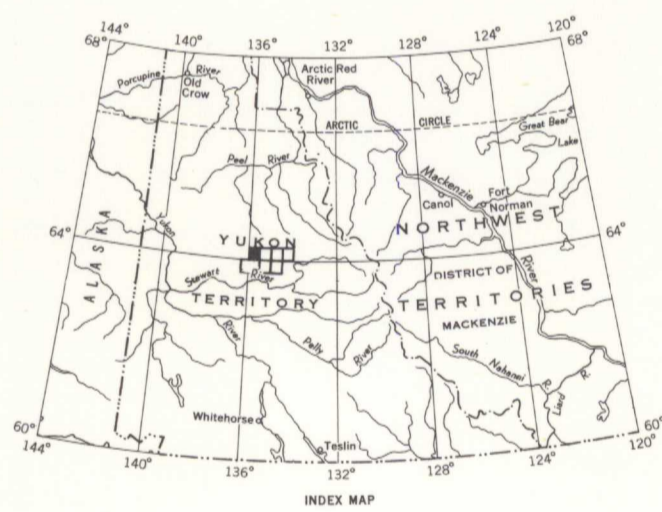 144° 140° 136° 132° 128° 124° 120°
68° 68°
Porcupine River
Old Crow
Arctic Red River
ARCTIC CIRCLE
Great Bear Lake
Peel River
Mackenzie River
Canol
Fort Norman
NORTHWEST
64° 64°
ALASKA
Yukon
YUKON
Stewart River
DISTRICT OF
TERRITORY
TERRITORIES
MACKENZIE
River
Pelly River
South Nahanni R.
Liard R.
Whitehorse
Teslin
60° 60°
144° 140° 136° 132° 128° 124° 120°
INDEX MAP